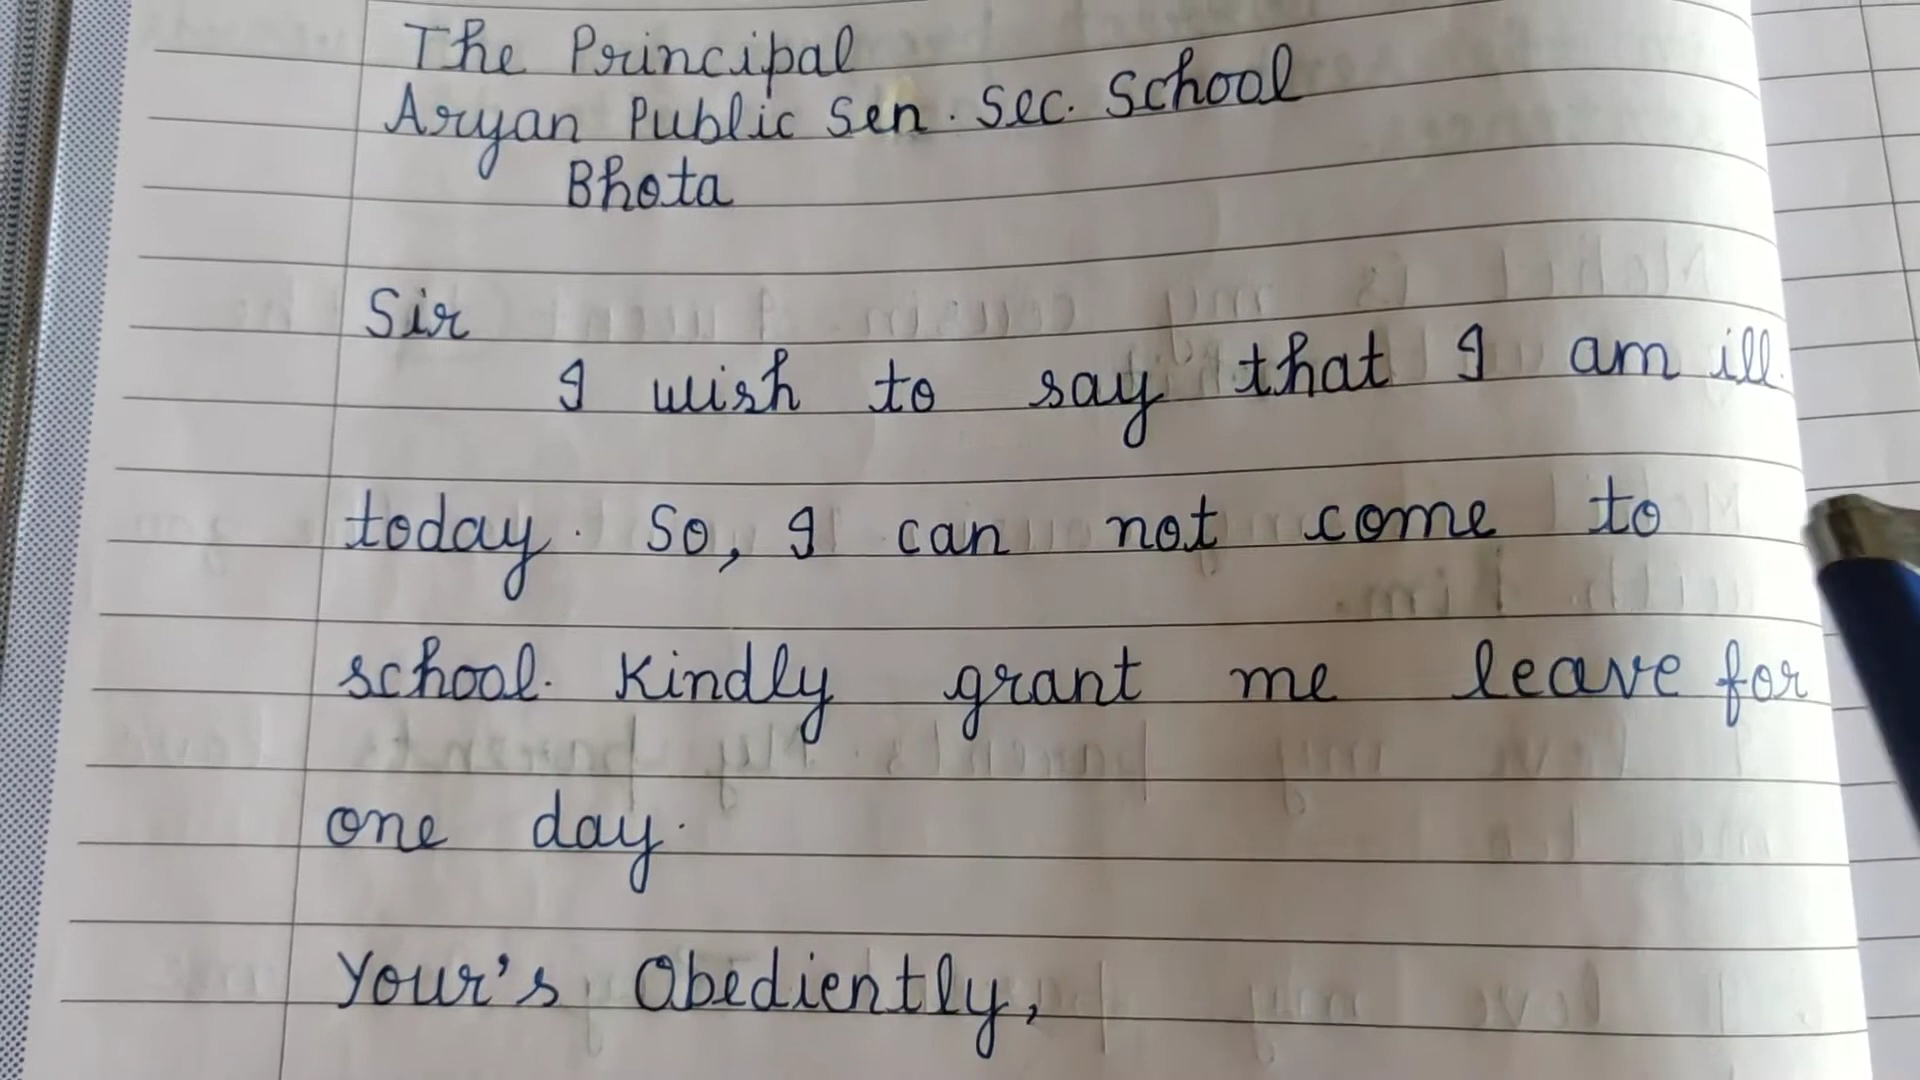 The Principal
Aryan Public Sen. Sec. School
Bhota
Sir
I wish to say that I am ill
today. So, I can not come to
school. Kindly grant me leave for
one day.
Your's Obediently,